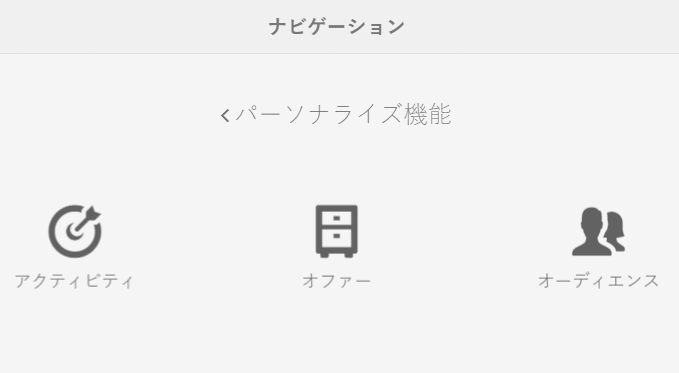 ナビゲーション
パーソナライズ機能
アクティビティ
オファー
オーディエンス